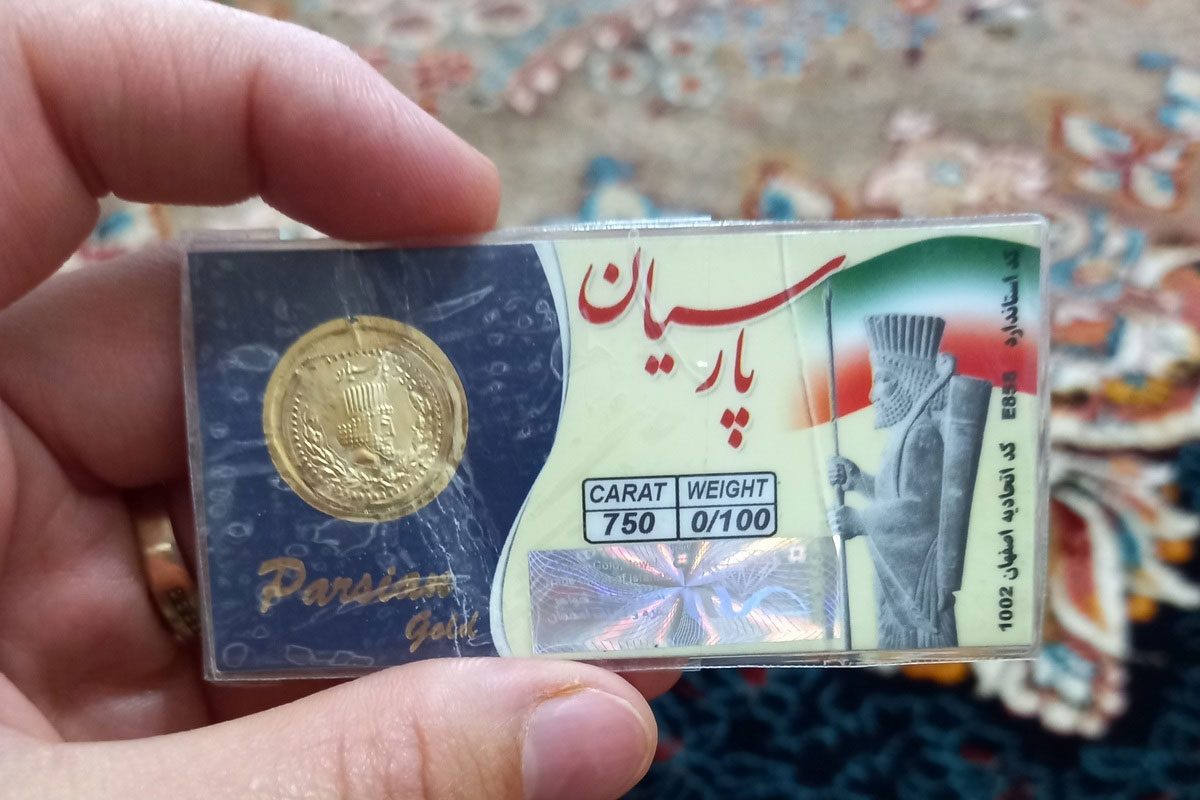 Parsian
Gold
پارسیان
CARAT WEIGHT
750 0/100
کد استاندارد E858 کد اتحادیه اصفهان 1002